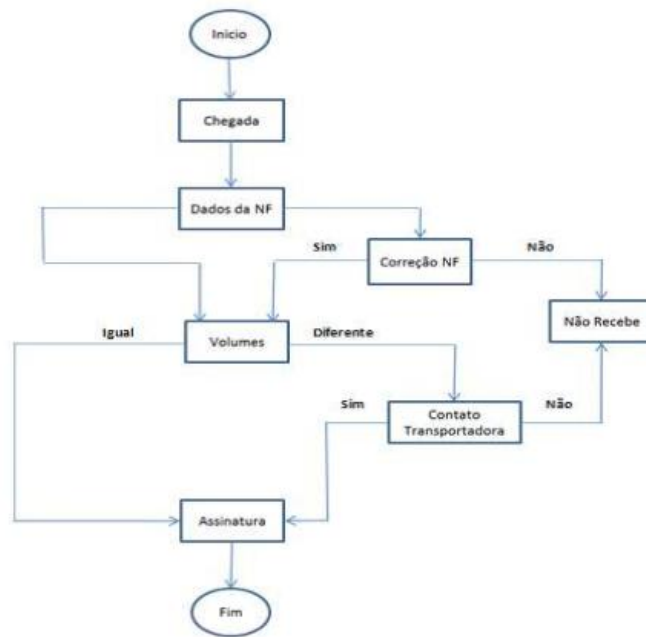 Inicio
Chegada
Dados da NF
Sim
Correção NF
Não
Não Recebe
Igual
Volumes
Diferente
Sim
Contato
Transportadora
Não
Assinatura
Fim